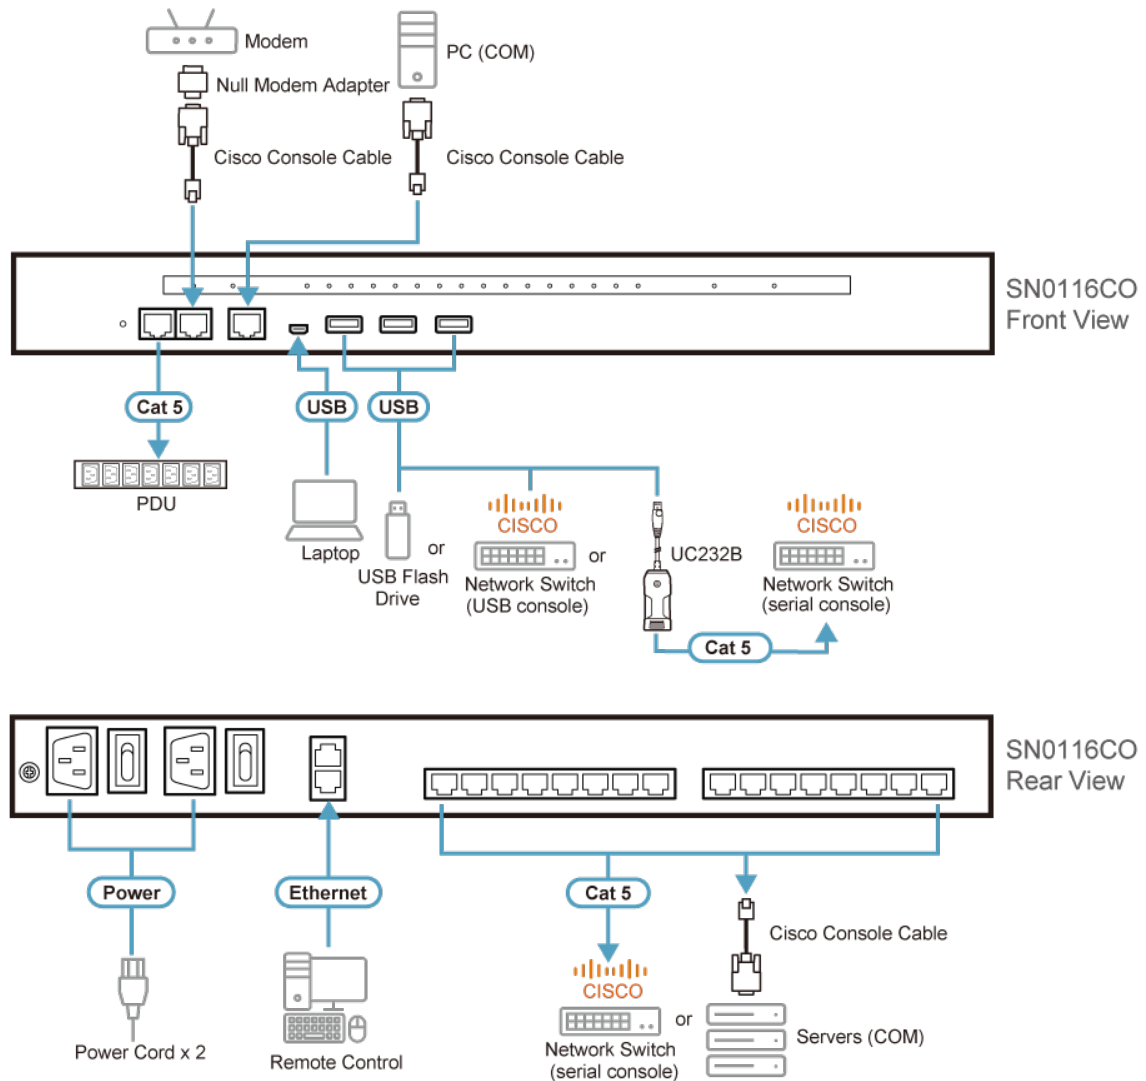 Modem
PC (COM)
Null Modem Adapter
Cisco Console Cable
Cisco Console Cable
SN0116CO
Front View
Cat 5
USB
USB
PDU
Laptop
USB Flash
Drive
or
CISCO
Network Switch
(USB console)
or
UC232B
CISCO
Network Switch
(serial console)
Cat 5
SN0116CO
Rear View
Power
Ethernet
Cat 5
Cisco Console Cable
Power Cord x 2
Remote Control
CISCO
Network Switch
(serial console)
or
Servers (COM)